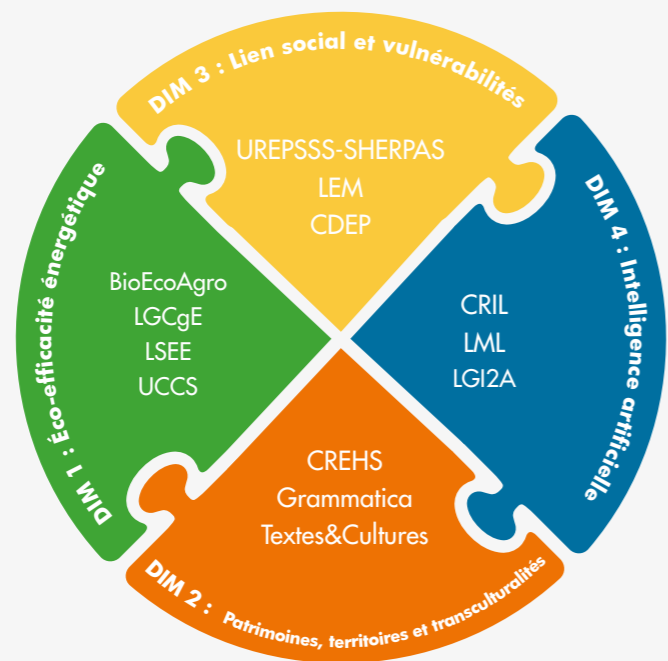 DIM 3 : Lien social et vulnérabilités
UREPSSS-SHERPAS
LEM
CDEP
DIM 1 : Éco-efficacité énergétique
BioEcoAgro
LGCgE
LSEE
UCCS
DIM 4 : Intelligence artificielle
CRIL
LML
LGI2A
CREHS
Grammatica
Textes&Cultures
DIM 2 : Patrimoines, territoires et transculturalités